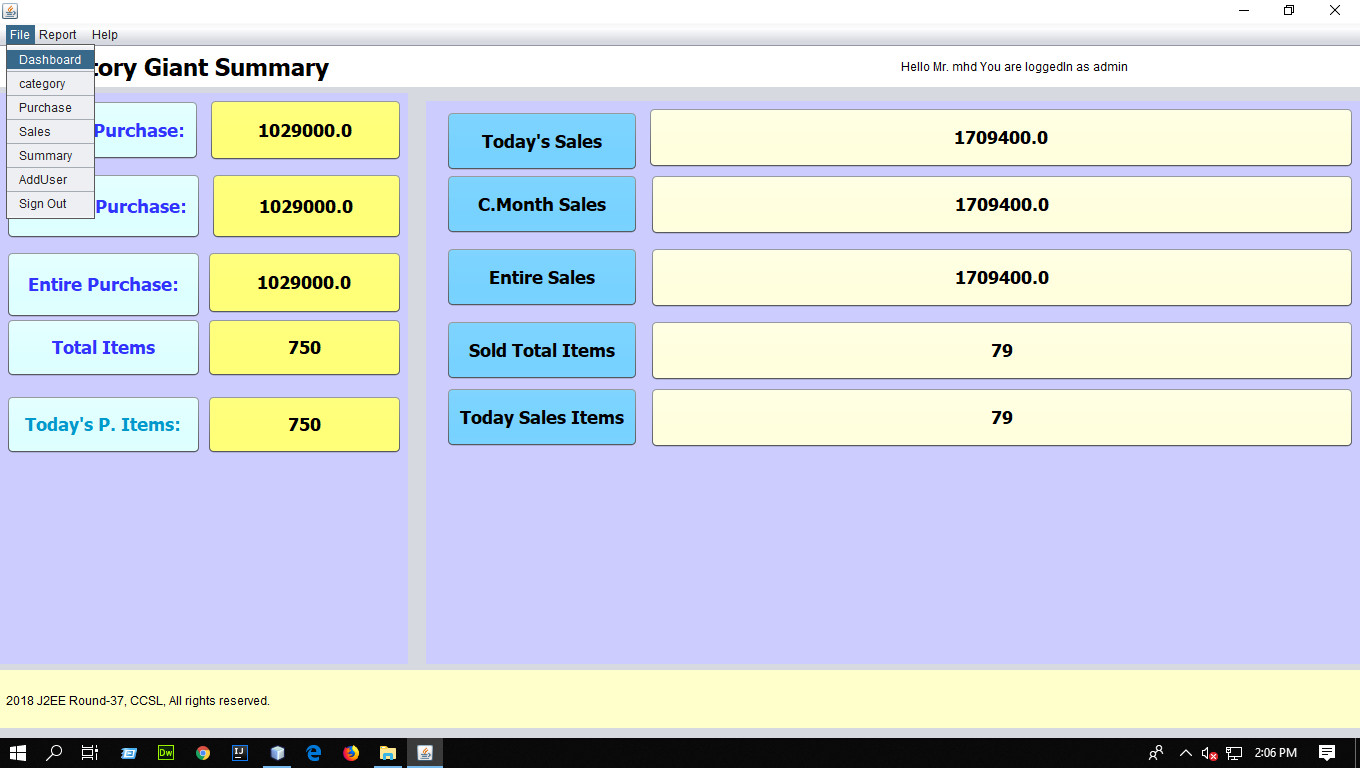 File Report Help
Dashboard
category
Purchase
Sales
Summary
AddUser
Sign Out
tory Giant Summary
Hello Mr. mhd You are loggedIn as admin
Purchase: 1029000.0
Purchase: 1029000.0
Entire Purchase: 1029000.0
Total Items 750
Today's P. Items: 750
Today's Sales 1709400.0
C.Month Sales 1709400.0
Entire Sales 1709400.0
Sold Total Items 79
Today Sales Items 79
2018 J2EE Round-37, CCSL, All rights reserved.
Dw
IJ
2:06 PM